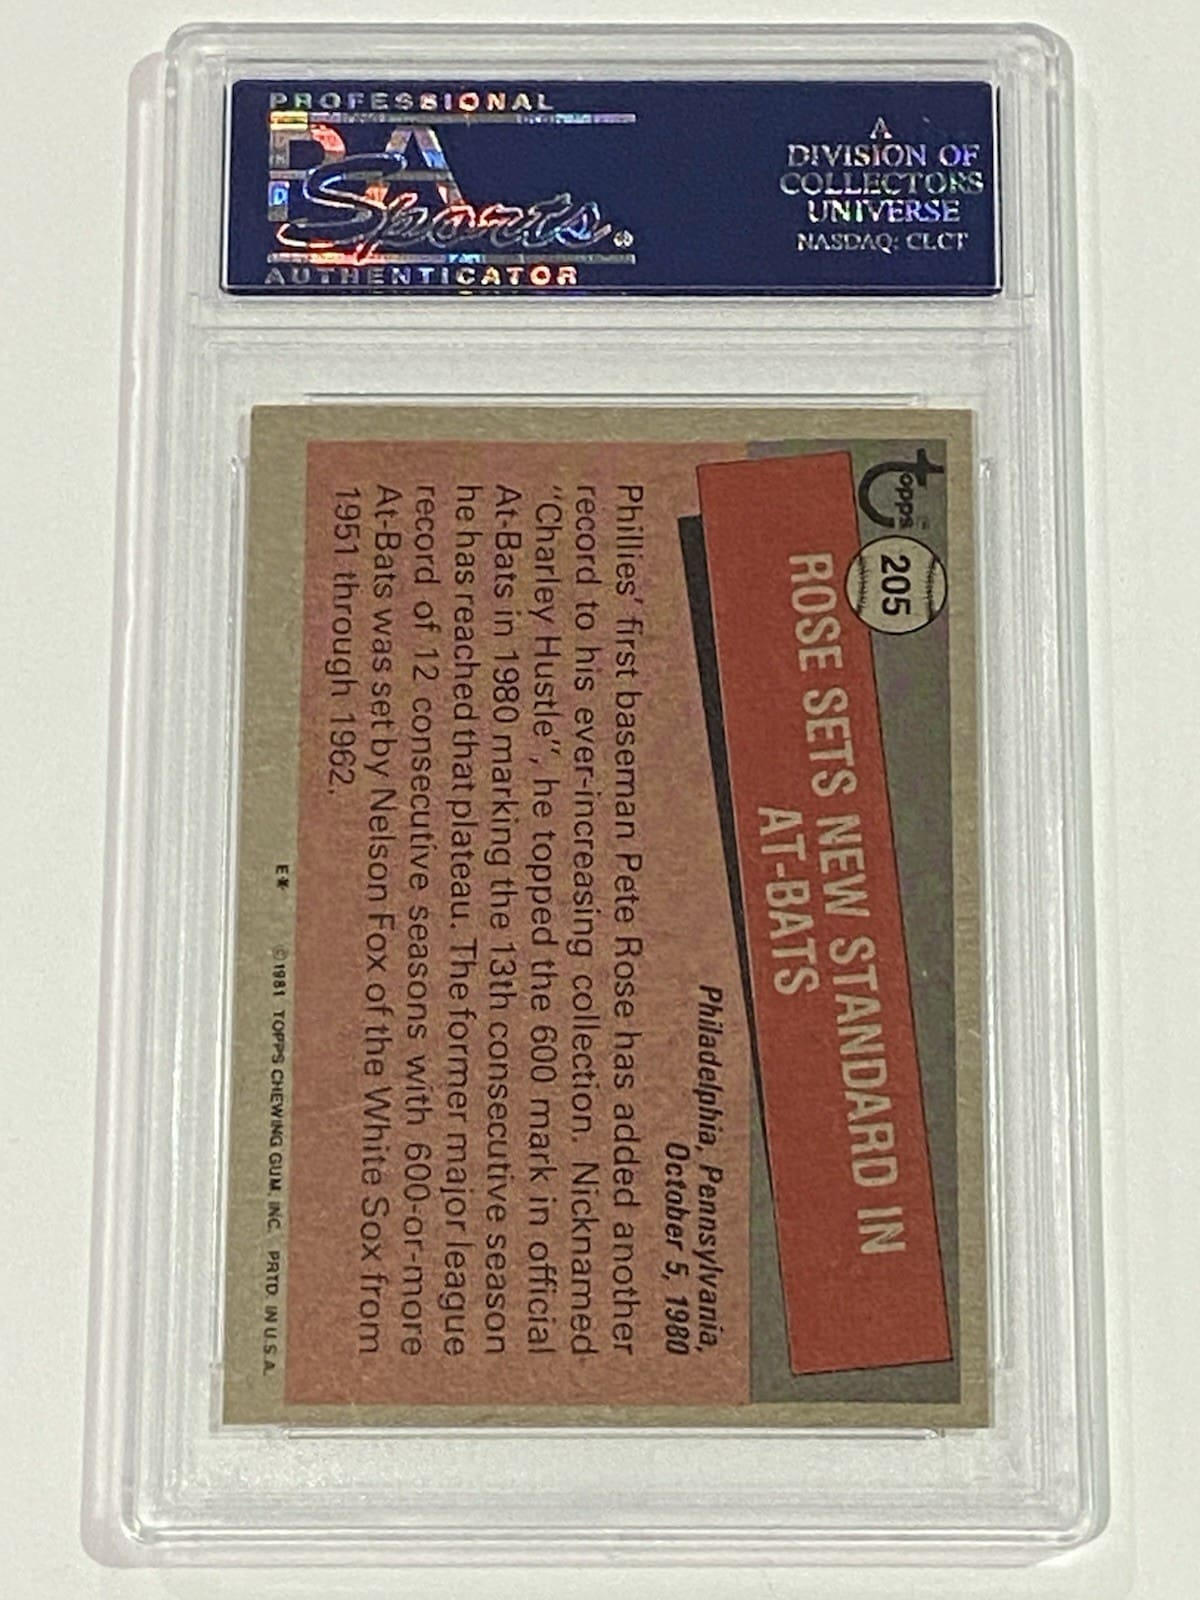 PROFESSIONAL
PSA
Sports
AUTHENTICATOR
A
DIVISION OF
COLLECTORS
UNIVERSE
NASDAQ: CLCT
Topps
205
ROSE SETS NEW STANDARD IN
AT-BATS
Philadelphia, Pennsylvania,
October 5, 1980
Phillies' first baseman Pete Rose has added another
record to his ever-increasing collection. Nicknamed
"Charley Hustle", he topped the 600 mark in official
At-Bats in 1980 marking the 13th consecutive season
he has reached that plateau. The former major league
record of 12 consecutive seasons with 600-or-more
At-Bats was set by Nelson Fox of the White Sox from
1951 through 1962.
E* © 1981 TOPPS CHEWING GUM, INC. PRTD. IN U.S.A.